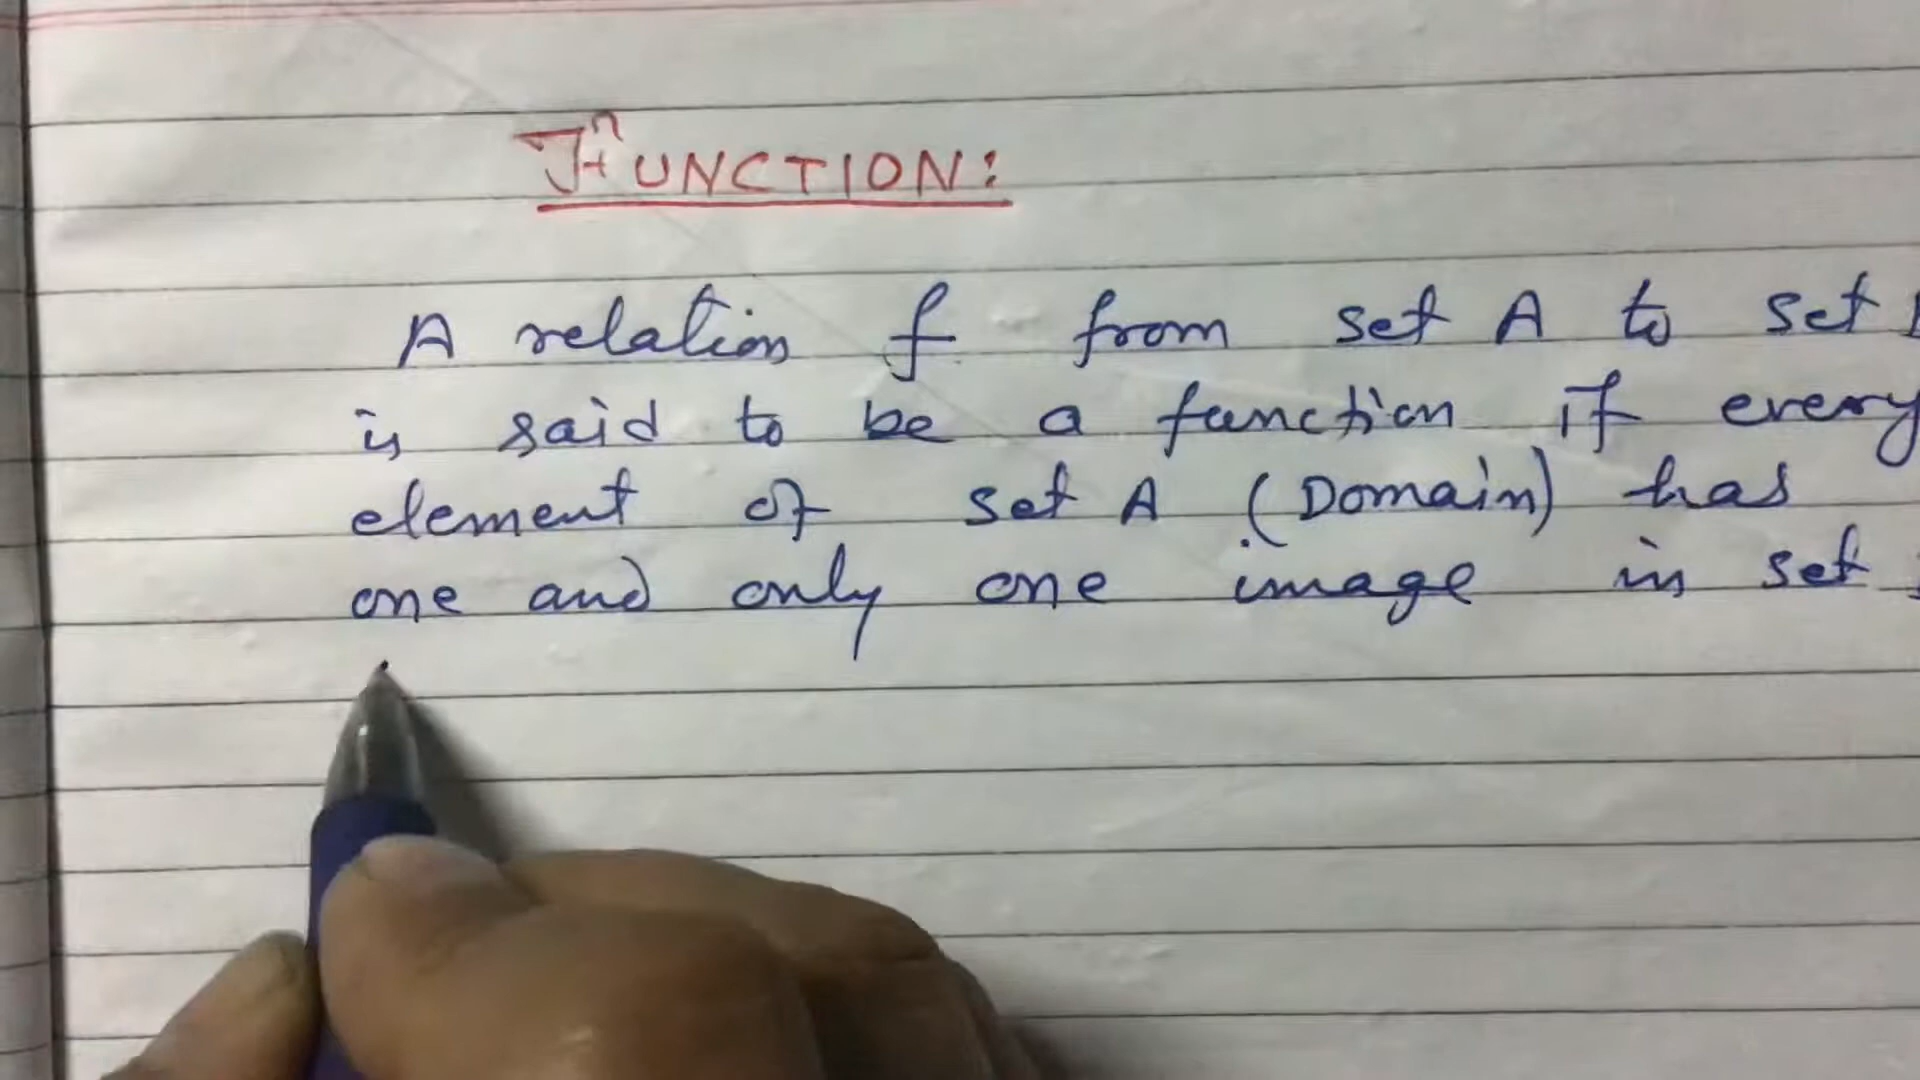 FUNCTION:
A relation f from set A to set
is said to be a function if every
element of set A (Domain) has
one and only one image in set